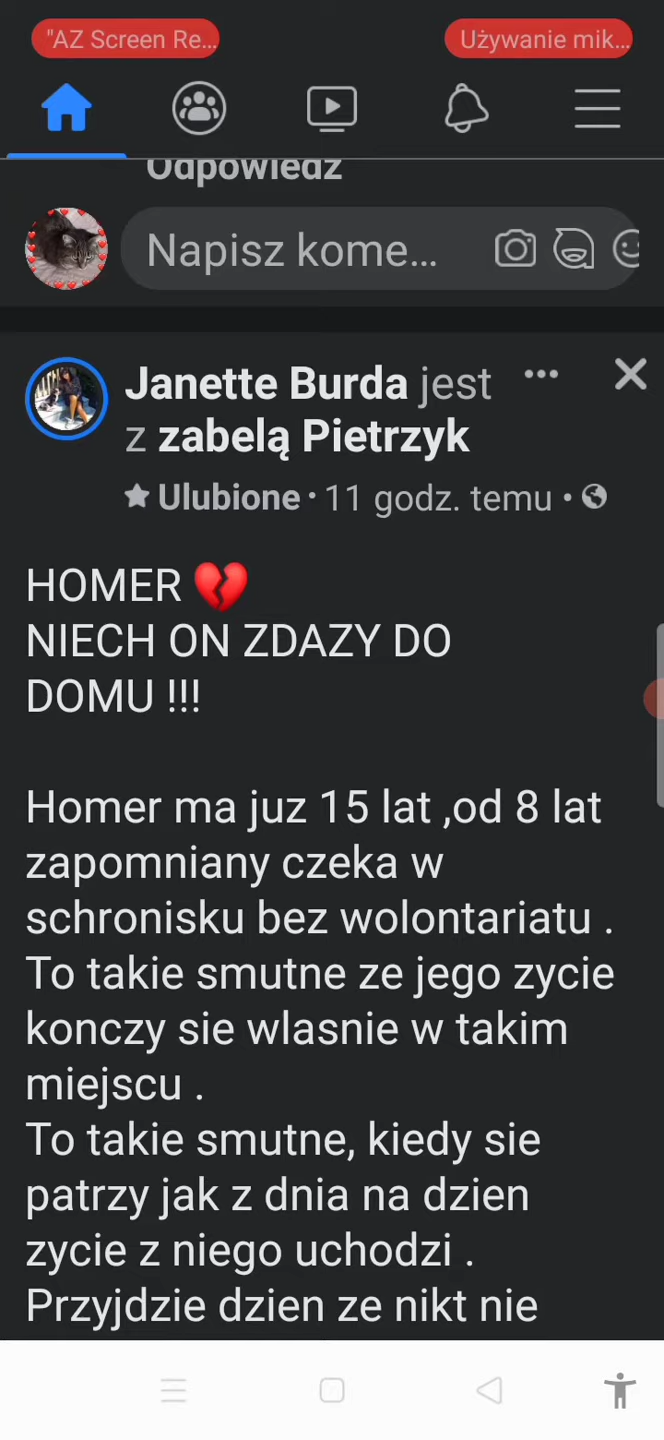 "AZ Screen Re...
Używanie mik...
Odpowiedz
Napisz kome...
Janette Burda jest
z zabelą Pietrzyk
Ulubione · 11 godz. temu ·
HOMER 💔
NIECH ON ZDAZY DO
DOMU !!!
Homer ma juz 15 lat ,od 8 lat
zapomniany czeka w
schronisku bez wolontariatu .
To takie smutne ze jego zycie
konczy sie wlasnie w takim
miejscu .
To takie smutne, kiedy sie
patrzy jak z dnia na dzien
zycie z niego uchodzi .
Przyjdzie dzien ze nikt nie